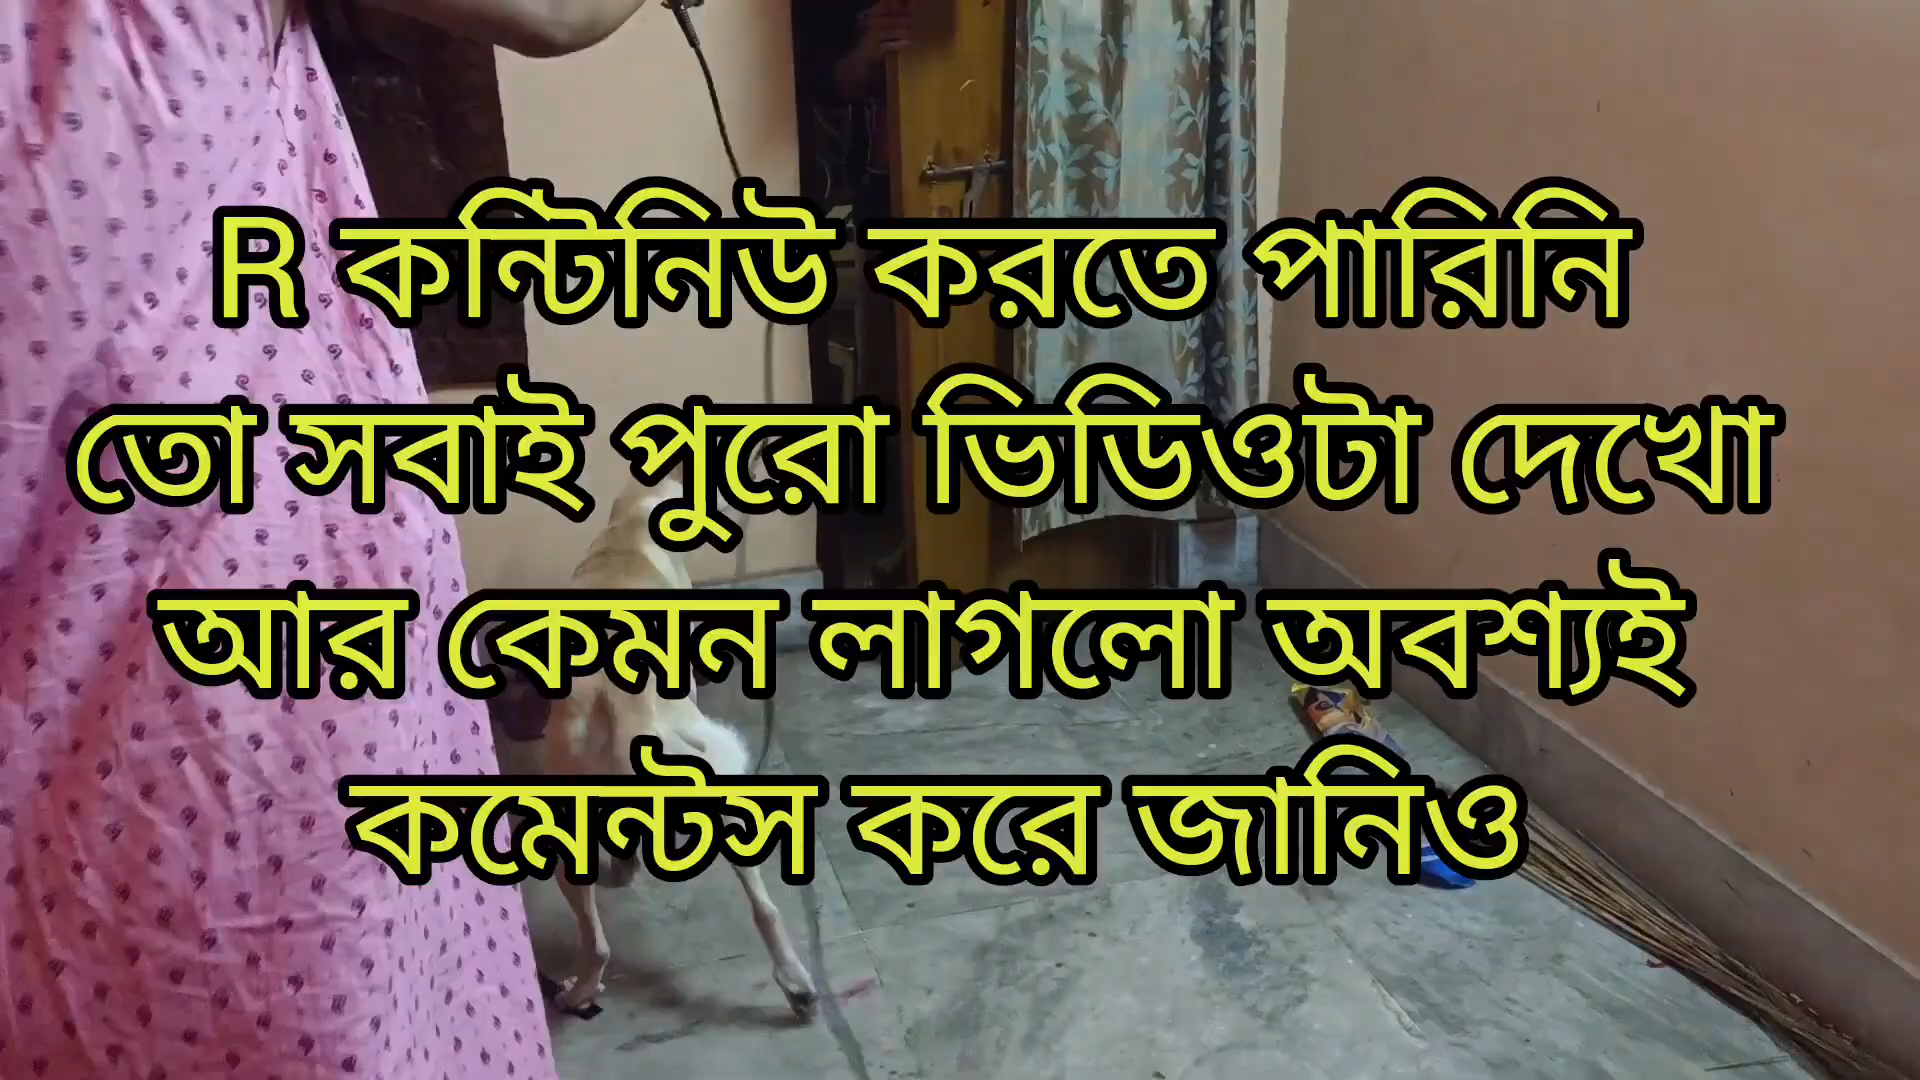 R কন্টিনিউ করতে পারিনি
তো সবাই পুরো ভিডিওটা দেখো
আর কেমন লাগলো অবশ্যই
কমেন্টস করে জানিও